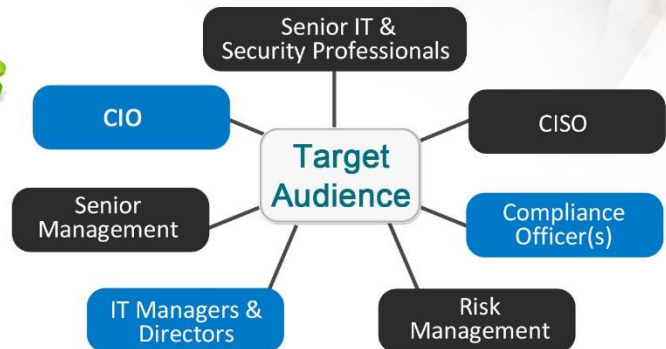 Senior IT &
Security Professionals
CIO
CISO
Target
Audience
Senior
Management
Compliance
Officer(s)
IT Managers &
Directors
Risk
Management